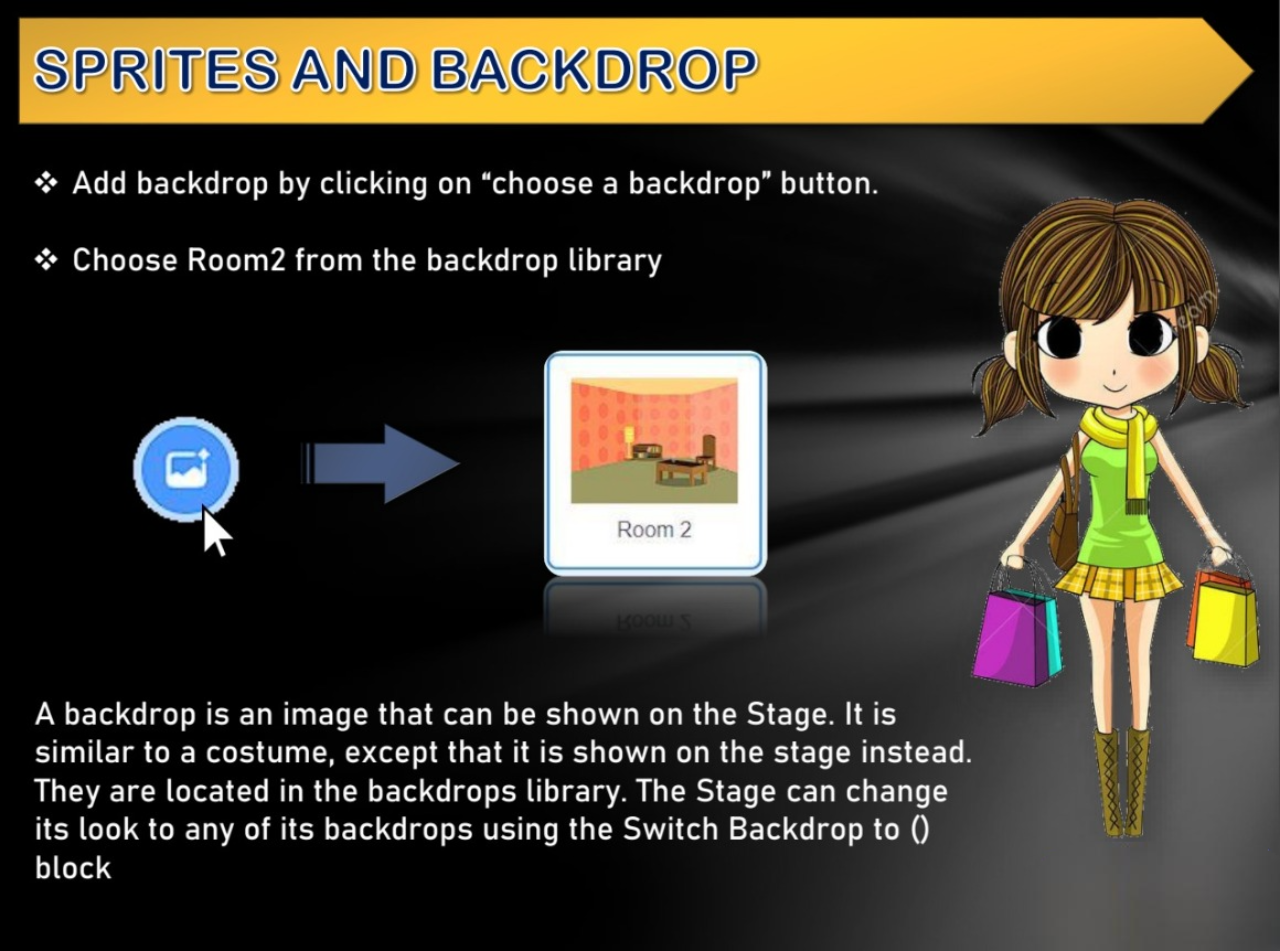 SPRITES AND BACKDROP
❖ Add backdrop by clicking on “choose a backdrop” button.
❖ Choose Room2 from the backdrop library
Room 2
A backdrop is an image that can be shown on the Stage. It is
similar to a costume, except that it is shown on the stage instead.
They are located in the backdrops library. The Stage can change
its look to any of its backdrops using the Switch Backdrop to ()
block